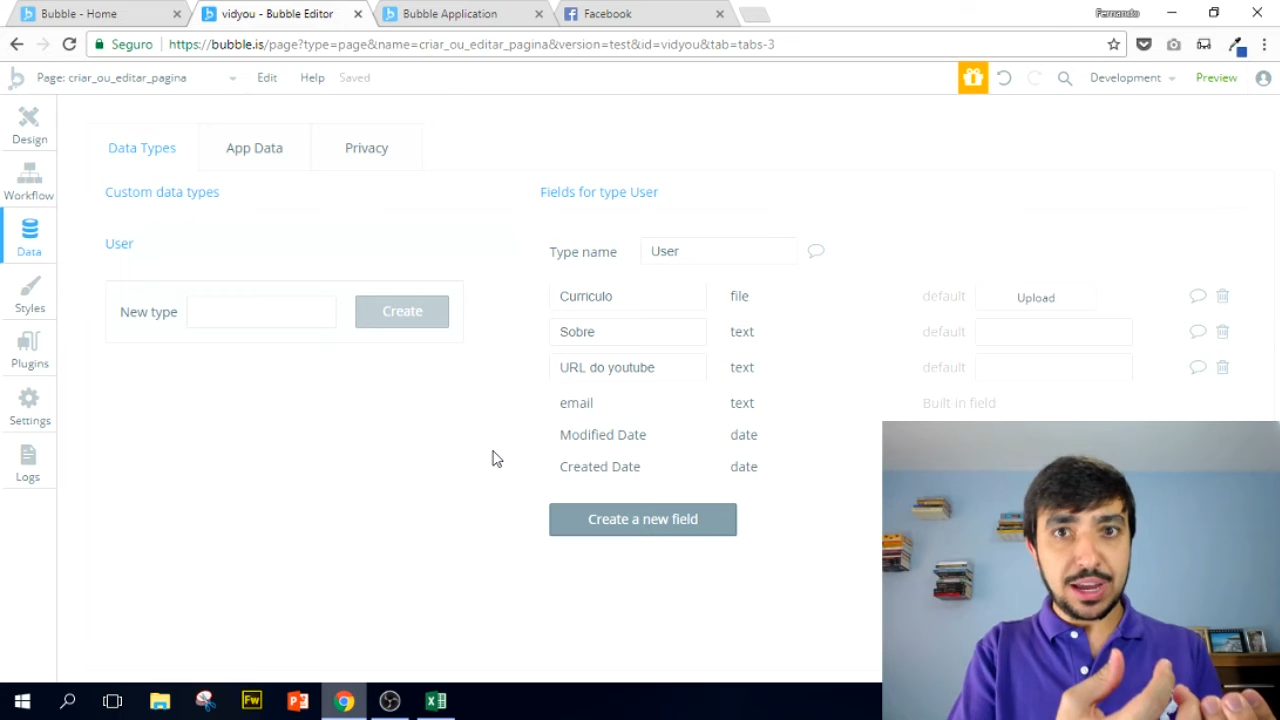 Bubble - Home
vidyou - Bubble Editor
Bubble Application
Facebook
Fernando
Seguro
https://bubble.is/page?type=page&name=criar_ou_editar_pagina&version=test&id=vidyou&tab=tabs-3
Page: criar_ou_editar_pagina
Edit
Help
Saved
Development
Preview
Design
Workflow
Data
Styles
Plugins
Settings
Logs
Data Types
App Data
Privacy
Custom data types
User
New type
Create
Fields for type User
Type name
User
Curriculo
file
default
Upload
Sobre
text
default
URL do youtube
text
default
email
text
Built in field
Modified Date
date
Created Date
date
Create a new field
Fw